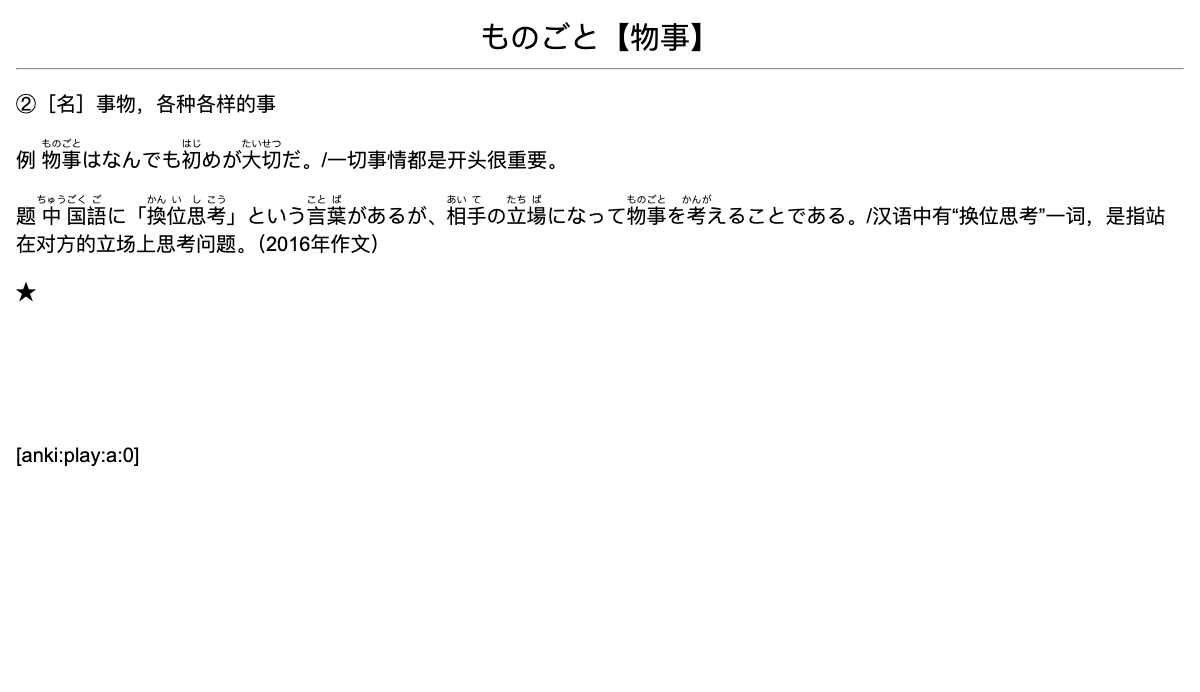 ものごと【物事】
②［名］事物，各种各样的事
ものごと はじ たいせつ
例 物事はなんでも初めが大切だ。/一切事情都是开头很重要。
ちゅうごく ご かん い し こう こと ば あい て たち ば ものごと かんが
题 中国語に「換位思考」という言葉があるが、相手の立場になって物事を考えることである。/汉语中有“换位思考”一词，是指站
在对方的立场上思考问题。（2016年作文）
★
[anki:play:a:0]